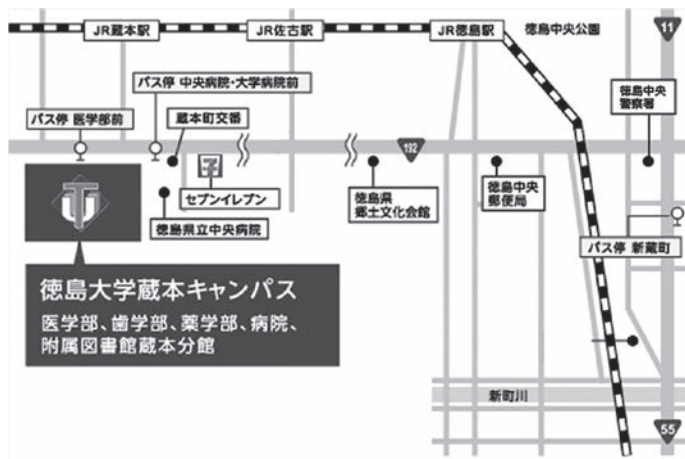 JR蔵本駅
JR佐古駅
JR徳島駅
徳島中央公園
11
バス停 中央病院・大学病院前
バス停 医学部前
蔵本町交番
徳島中央
警察署
192
セブンイレブン
徳島県立中央病院
徳島県
郷土文化会館
徳島中央
郵便局
バス停 新蔵町
徳島大学蔵本キャンパス
医学部、歯学部、薬学部、病院、
附属図書館蔵本分館
新町川
55